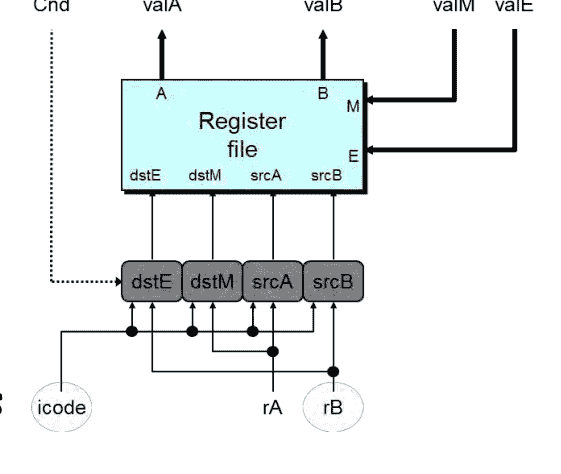 Cnd valA valB valM valE
A B M
Register
file
E
dstE dstM srcA srcB
dstE dstM srcA srcB
icode rA rB